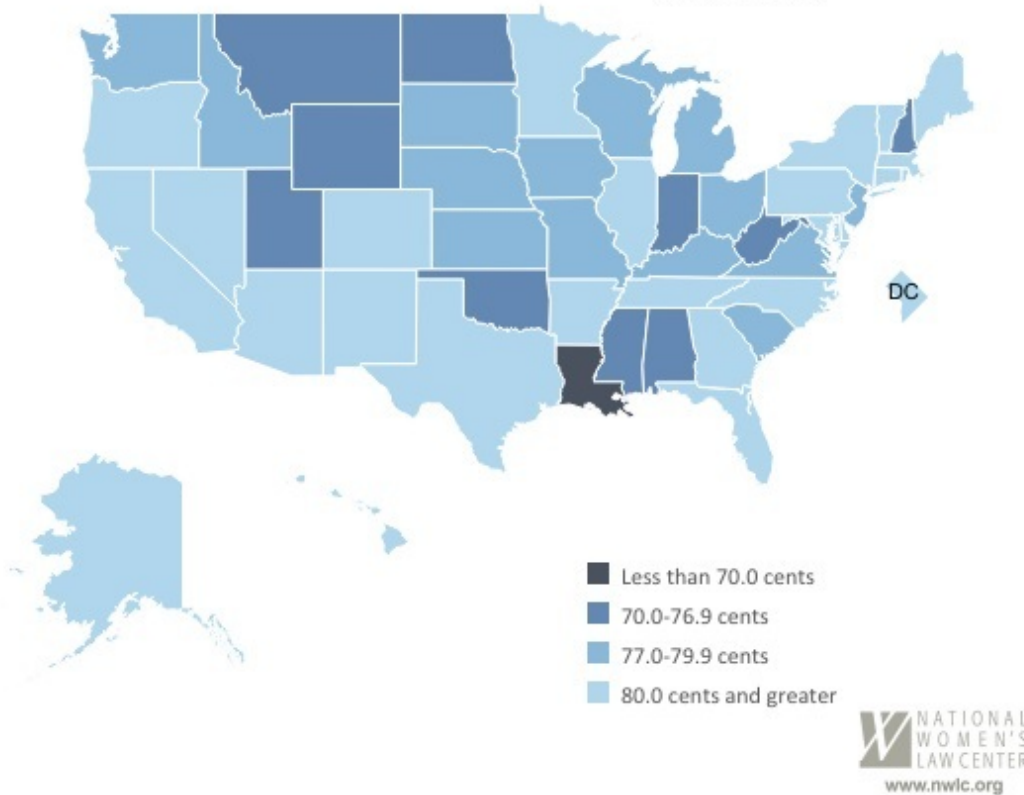 DC
Less than 70.0 cents
70.0-76.9 cents
77.0-79.9 cents
80.0 cents and greater
NATIONAL
WOMEN'S
LAW CENTER
www.nwlc.org